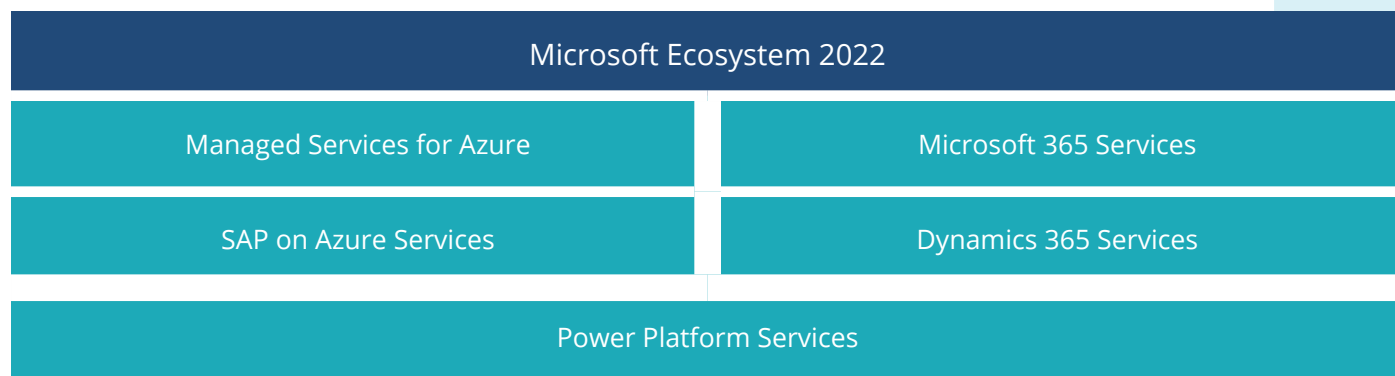 Microsoft Ecosystem 2022
Managed Services for Azure
Microsoft 365 Services
SAP on Azure Services
Dynamics 365 Services
Power Platform Services